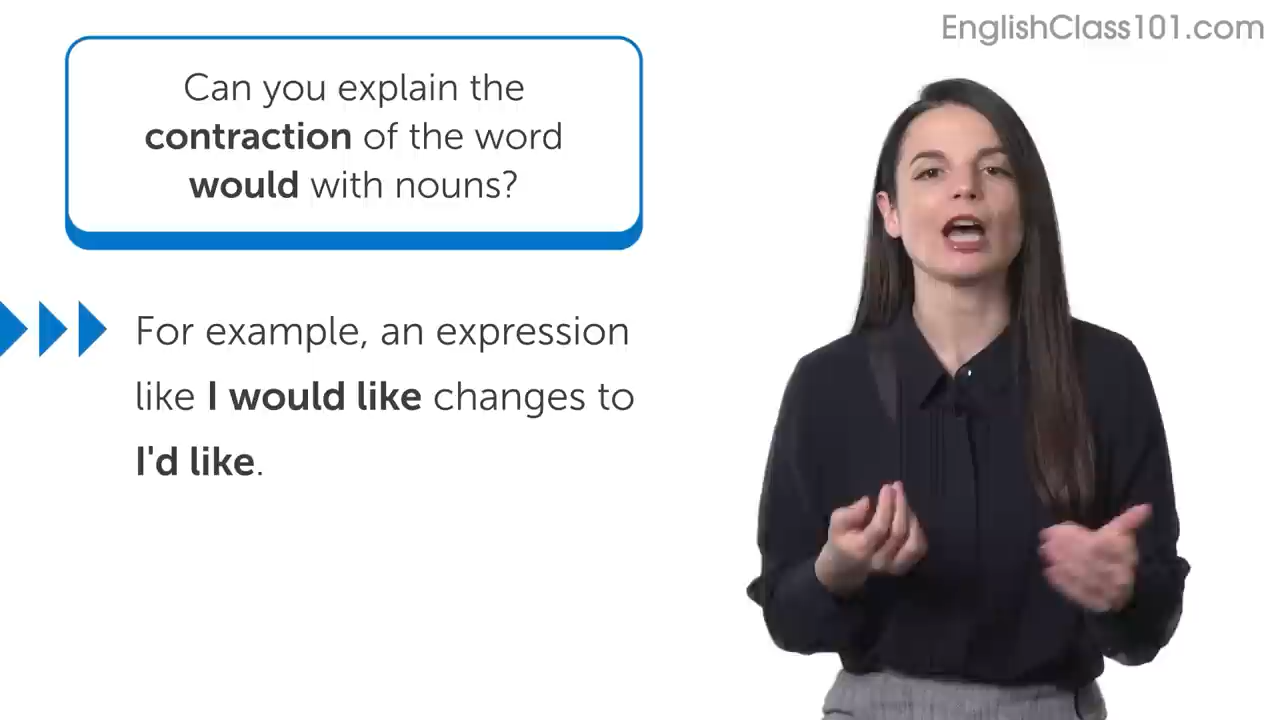 EnglishClass101.com
Can you explain the
contraction of the word
would with nouns?
For example, an expression
like I would like changes to
I'd like.